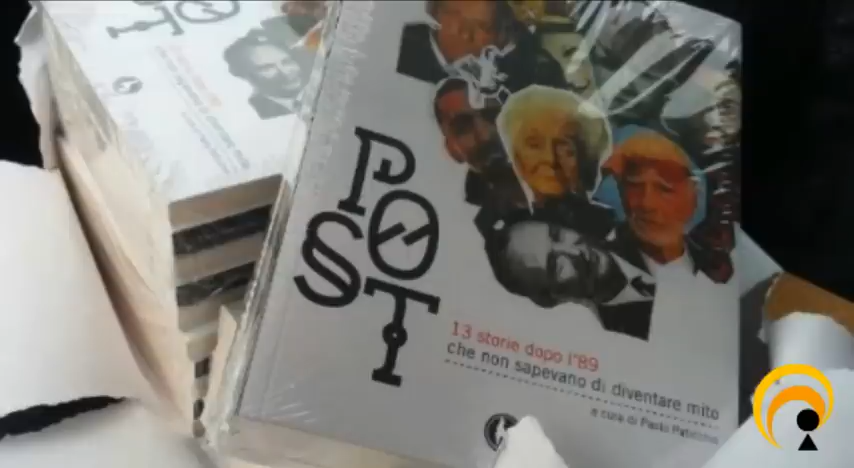 POST
13 storie dopo l'89
che non sapevano di diventare mito
a cura di Paolo